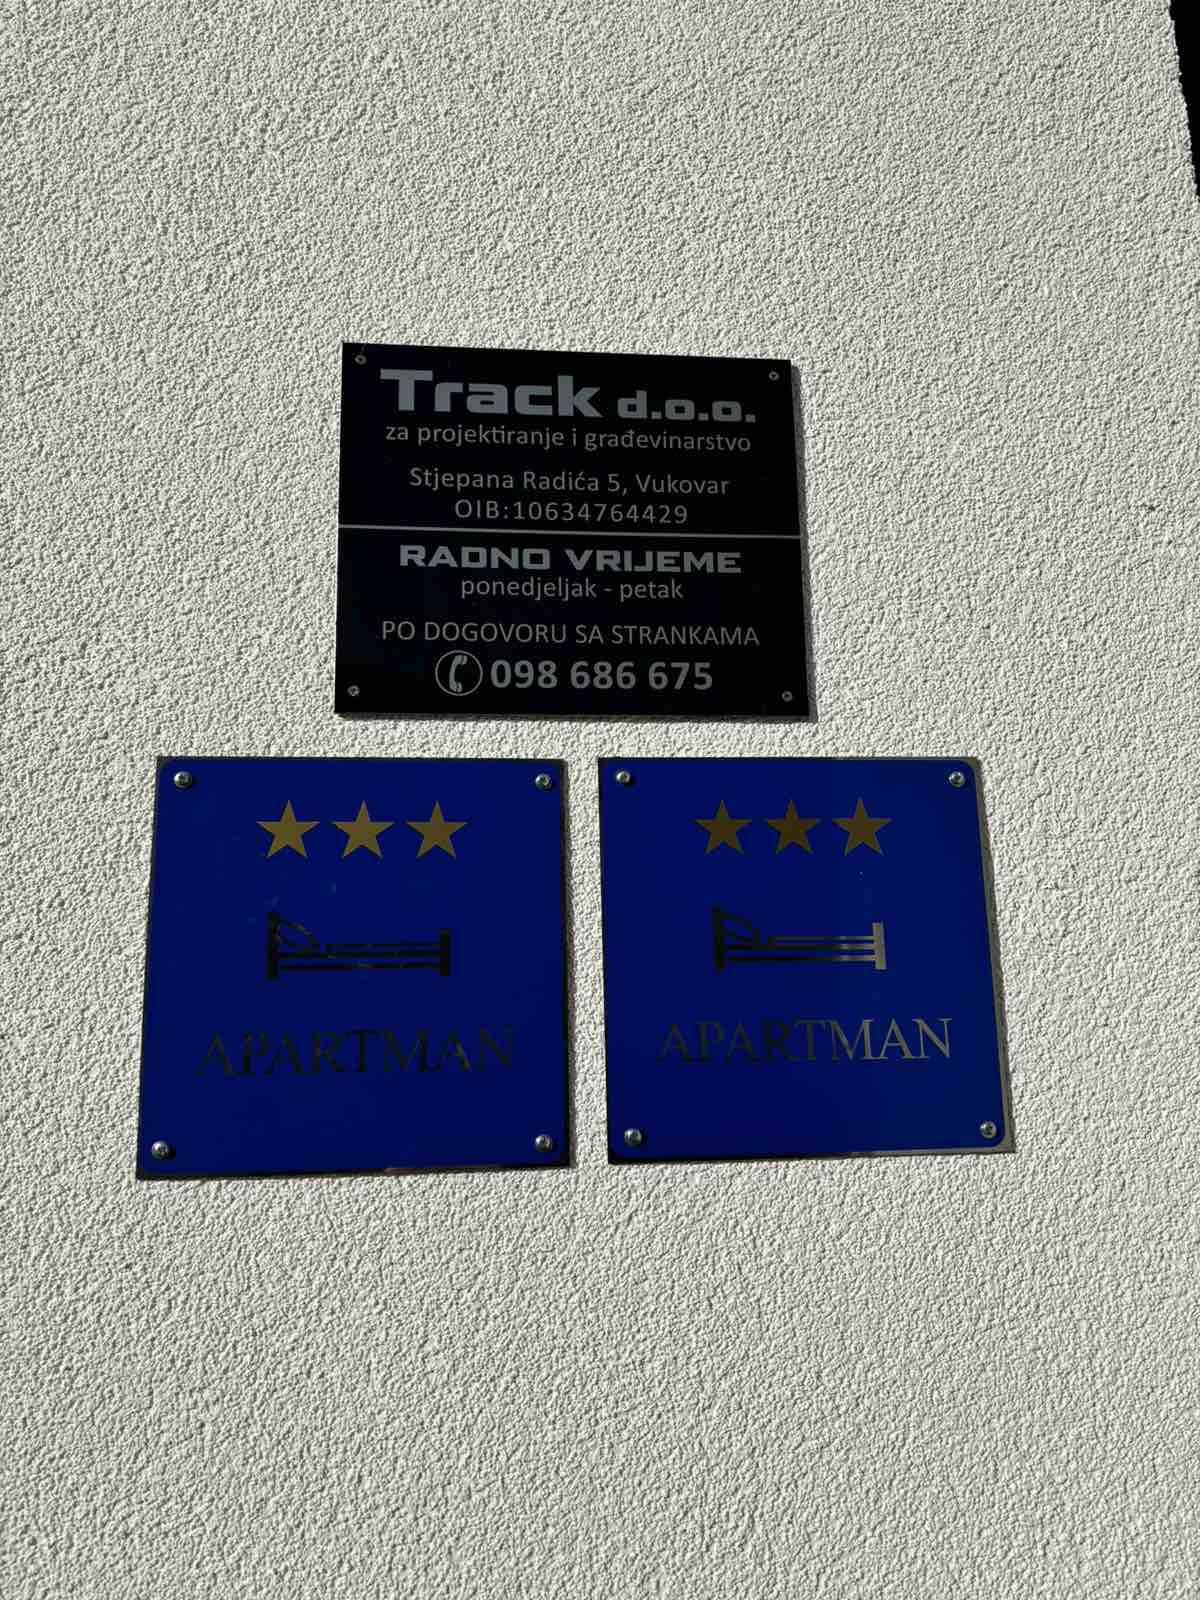 Track d.o.o.
za projektiranje i građevinarstvo
Stjepana Radića 5, Vukovar
OIB:10634764429
RADNO VRIJEME
ponedjeljak - petak
PO DOGOVORU SA STRANKAMA
098 686 675
APARTMAN
APARTMAN